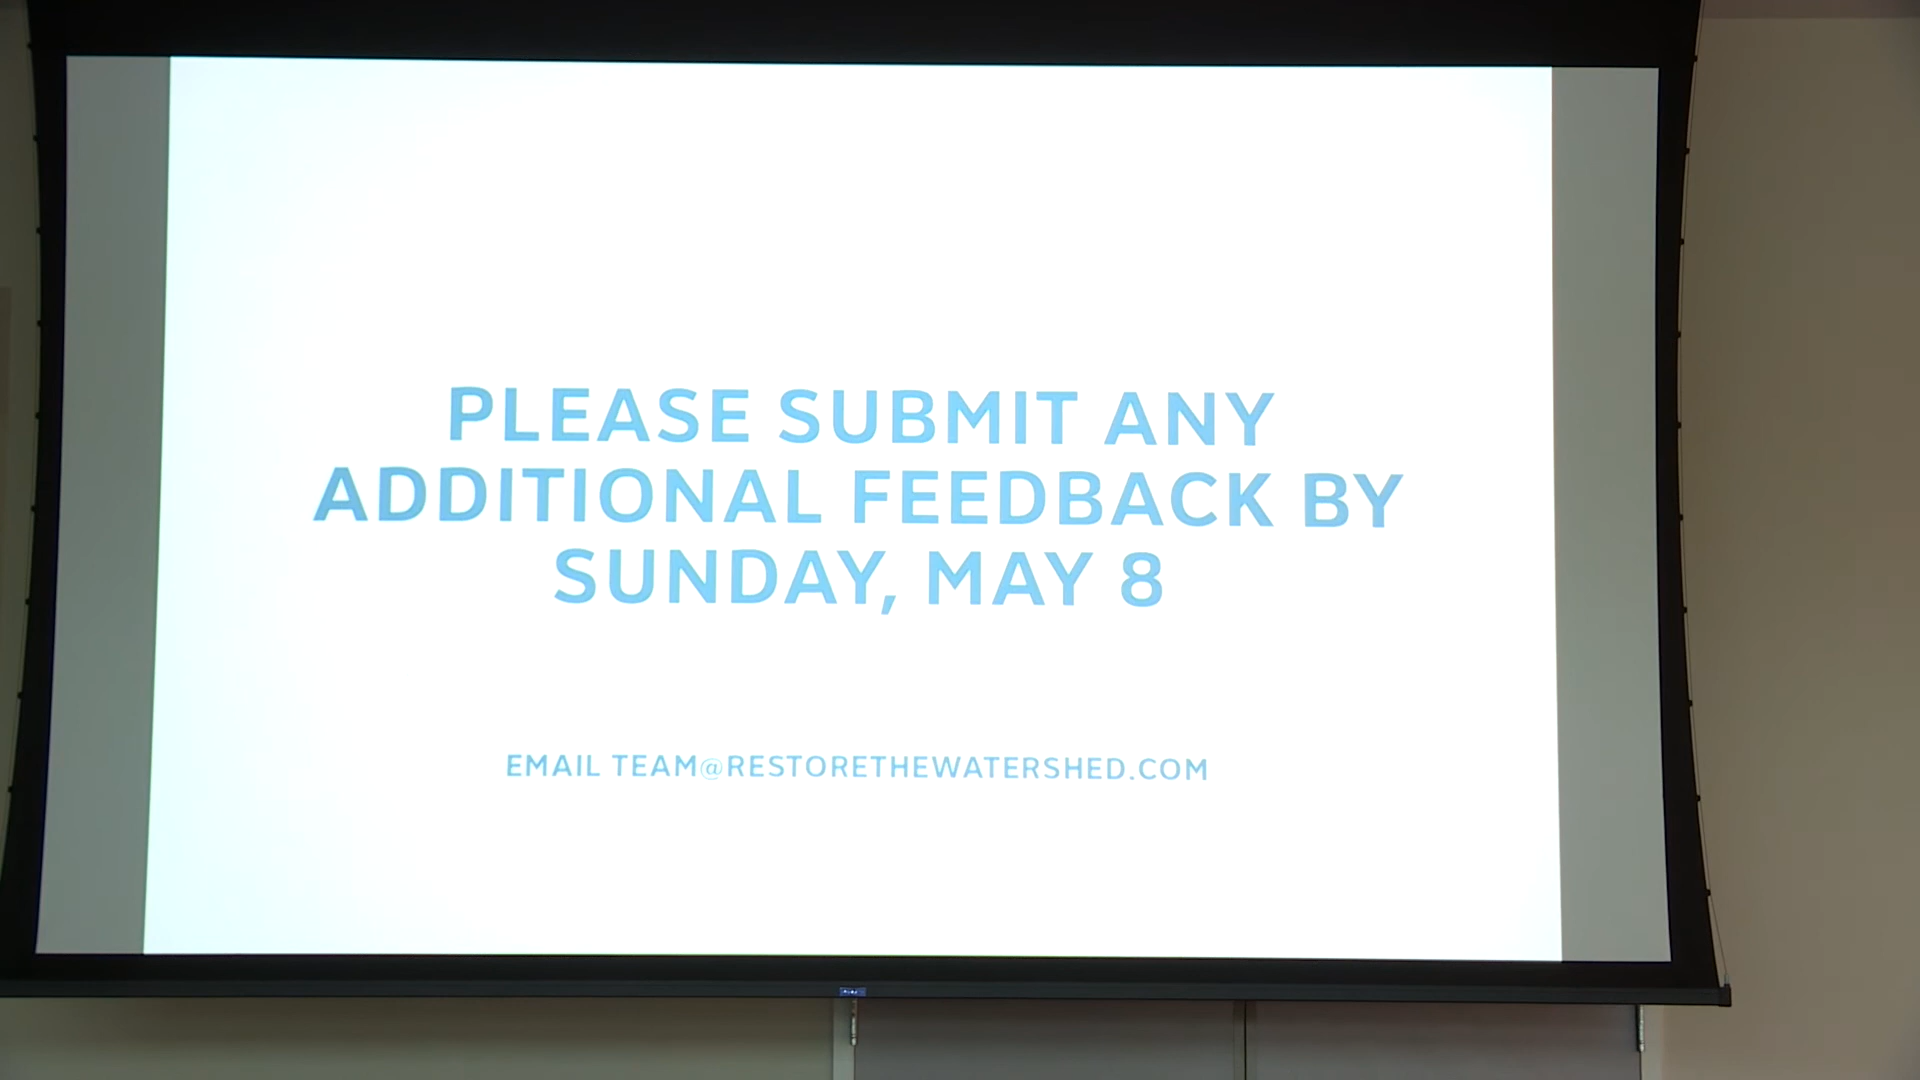 PLEASE SUBMIT ANY
ADDITIONAL FEEDBACK BY
SUNDAY, MAY 8
EMAIL TEAM@RESTORETHEWATERSHED.COM